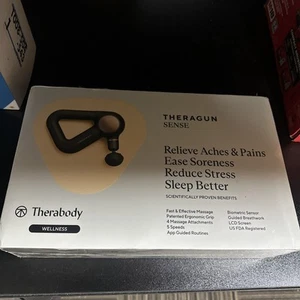 THERAGUN
SENSE
Relieve Aches & Pains
Ease Soreness
Reduce Stress
Sleep Better
SCIENTIFICALLY PROVEN BENEFITS
Fast & Effective Massage
Patented Ergonomic Grip
4 Message Attachments
5 Speeds
App Guided Routines
Biometric Sensor
Guided Breathwork
LCD Screen
US FDA Registered
Therabody
WELLNESS